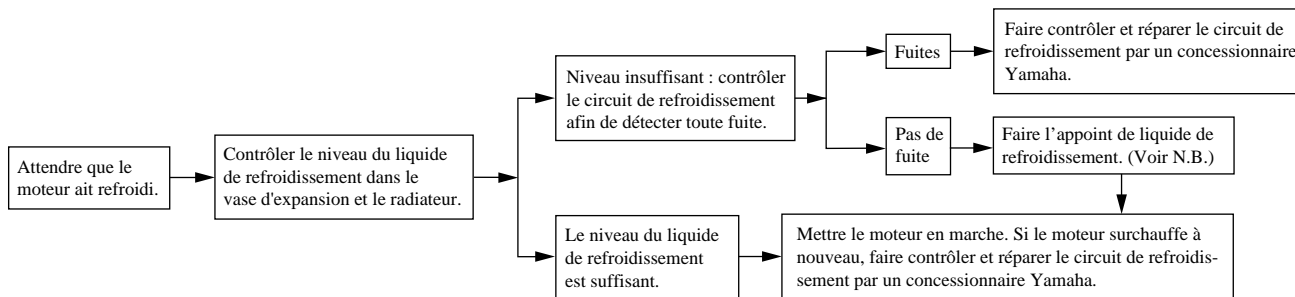 Attendre que le
moteur ait refroidi.
Contrôler le niveau du liquide
de refroidissement dans le
vase d'expansion et le radiateur.
Niveau insuffisant : contrôler
le circuit de refroidissement
afin de détecter toute fuite.
Fuites
Faire contrôler et réparer le circuit de
refroidissement par un concessionnaire
Yamaha.
Pas de
fuite
Faire l’appoint de liquide de
refroidissement. (Voir N.B.)
Le niveau du liquide
de refroidissement
est suffisant.
Mettre le moteur en marche. Si le moteur surchauffe à
nouveau, faire contrôler et réparer le circuit de refroidis-
sement par un concessionnaire Yamaha.